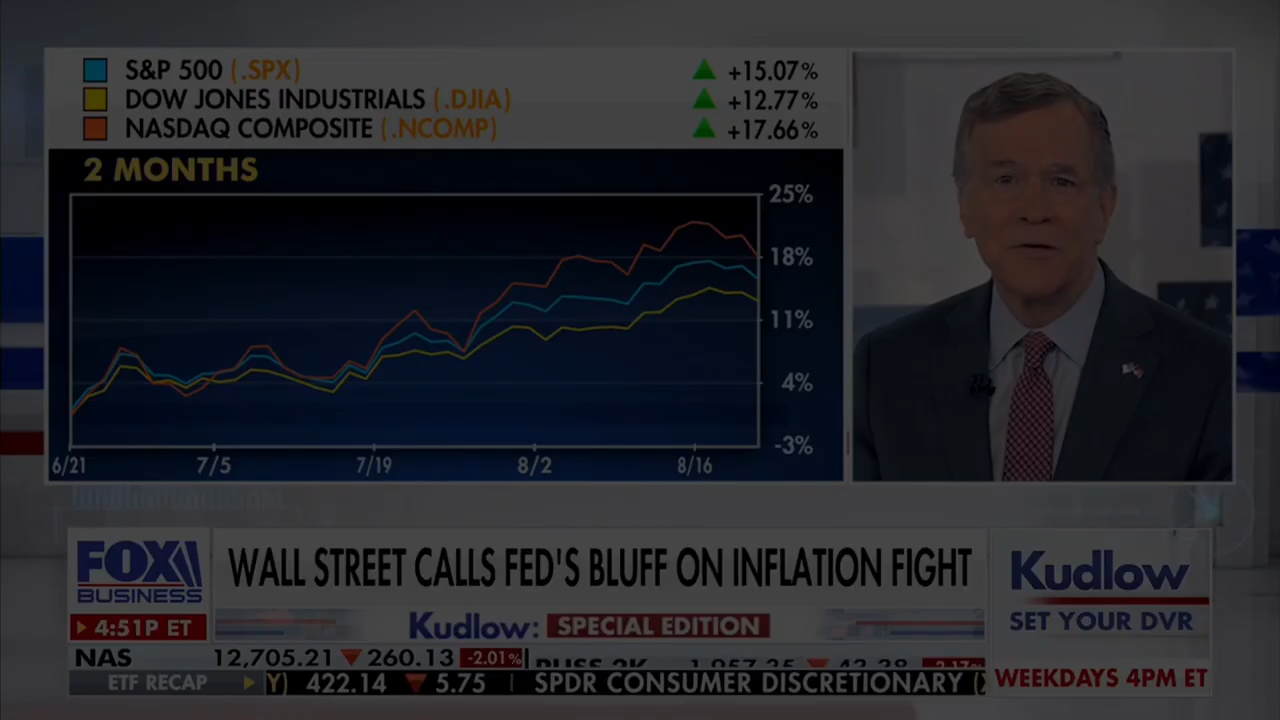 S&P 500 (.SPX) +15.07%
DOW JONES INDUSTRIALS (.DJIA) +12.77%
NASDAQ COMPOSITE (.NCOMP) +17.66%
2 MONTHS
25%
18%
11%
4%
-3%
6/21 7/5 7/19 8/2 8/16
FOX
BUSINESS
4:51P ET
WALL STREET CALLS FED'S BLUFF ON INFLATION FIGHT
Kudlow: SPECIAL EDITION
Kudlow
SET YOUR DVR
WEEKDAYS 4PM ET
NAS 12,705.21 260.13 -2.01%
ETF RECAP Y) 422.14 5.75 SPDR CONSUMER DISCRETIONARY (